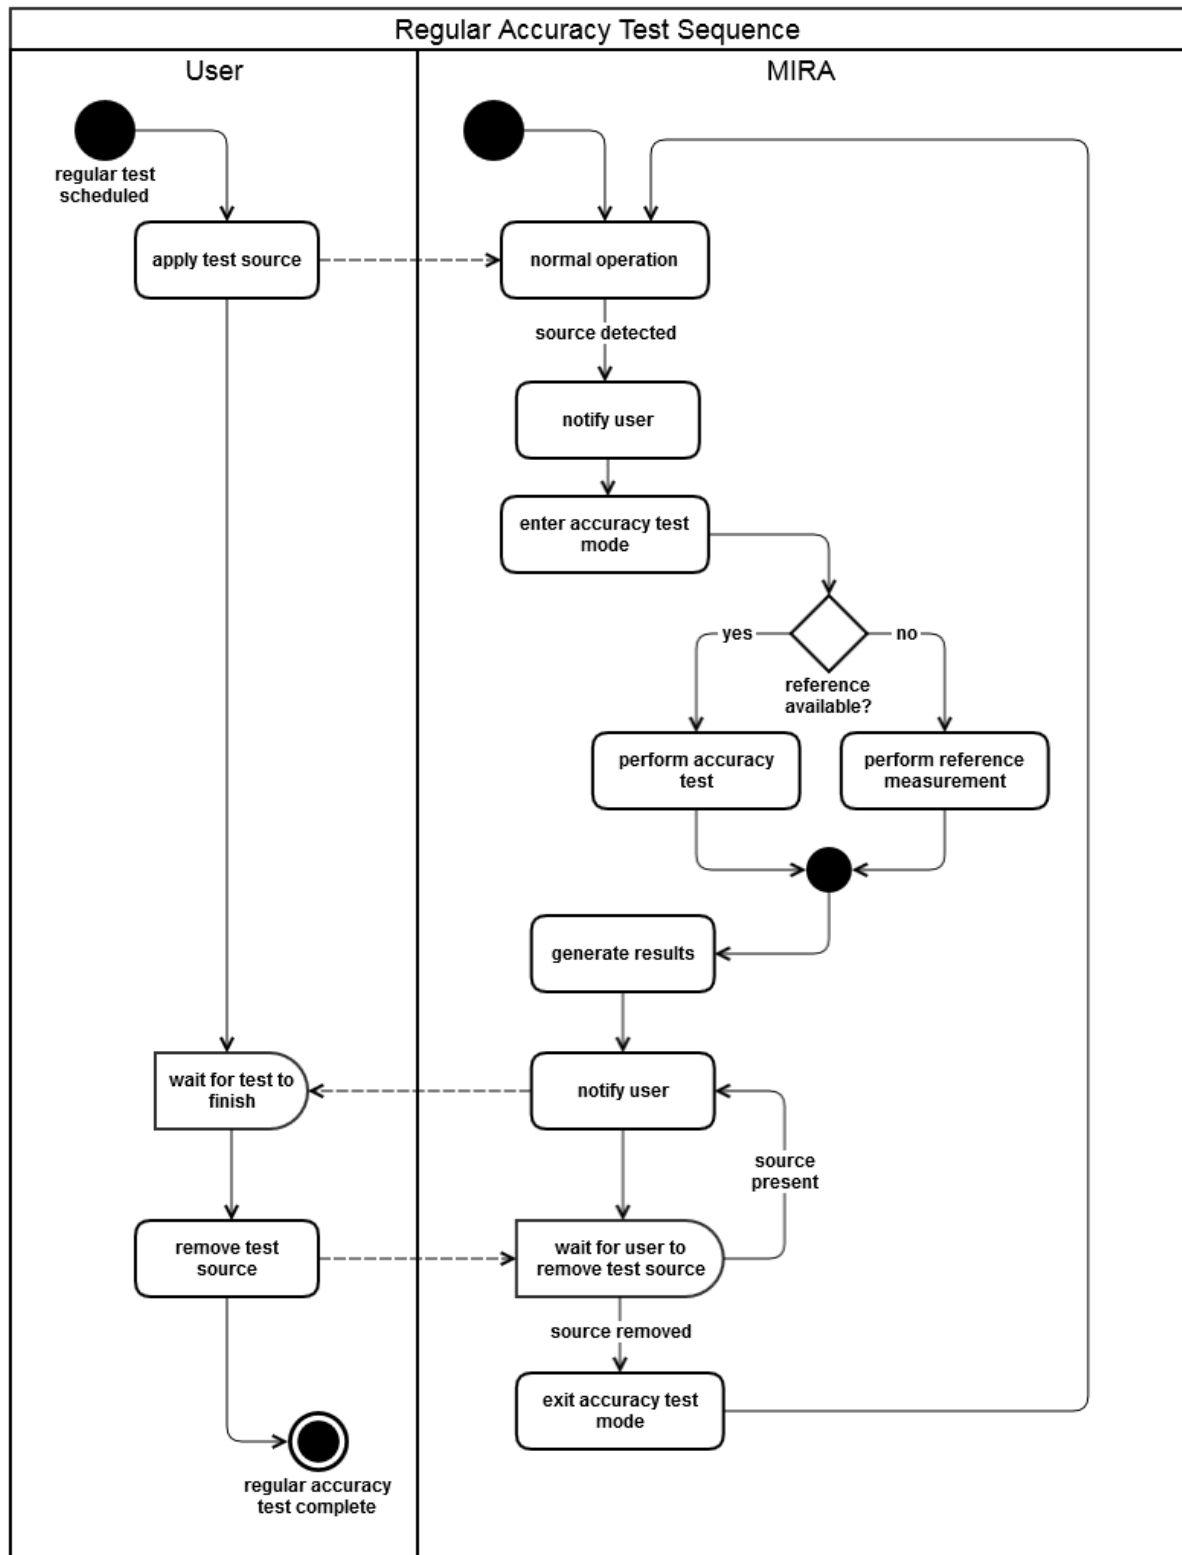 Regular Accuracy Test Sequence
User
MIRA
regular test
scheduled
apply test source
normal operation
source detected
notify user
enter accuracy test
mode
yes
no
reference
available?
perform accuracy
test
perform reference
measurement
generate results
wait for test to
finish
notify user
source
present
remove test
source
wait for user to
remove test source
source removed
exit accuracy test
mode
regular accuracy
test complete